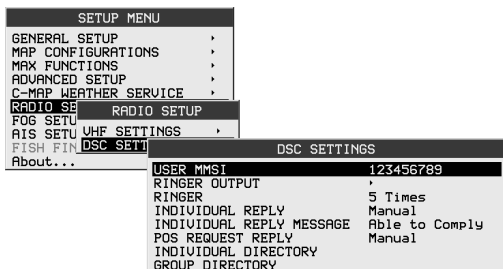 SETUP MENU
GENERAL SETUP
MAP CONFIGURATIONS
MAX FUNCTIONS
ADVANCED SETUP
C-MAP WEATHER SERVICE
RADIO SE
FOG SETU
AIS SETU
FISH FIN
About...
RADIO SETUP
VHF SETTINGS
DSC SETT
DSC SETTINGS
USER MMSI 123456789
RINGER OUTPUT
RINGER 5 Times
INDIVIDUAL REPLY Manual
INDIVIDUAL REPLY MESSAGE Able to Comply
POS REQUEST REPLY Manual
INDIVIDUAL DIRECTORY
GROUP DIRECTORY